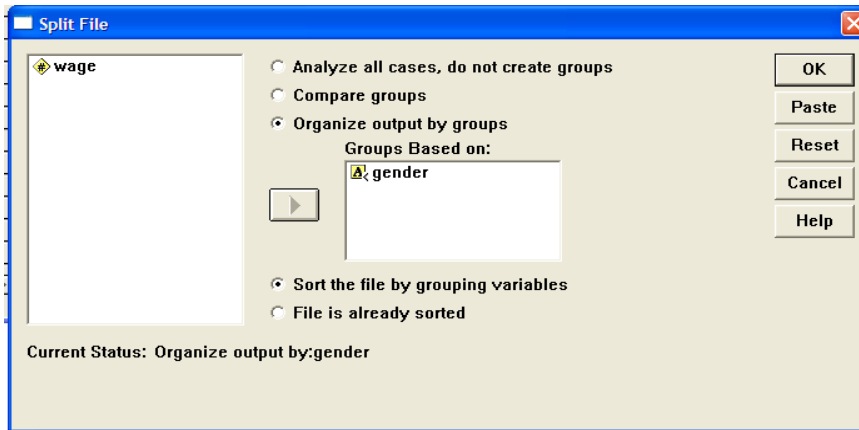 Split File
wage
Analyze all cases, do not create groups
Compare groups
Organize output by groups
Groups Based on:
gender
Sort the file by grouping variables
File is already sorted
Current Status: Organize output by:gender
OK
Paste
Reset
Cancel
Help